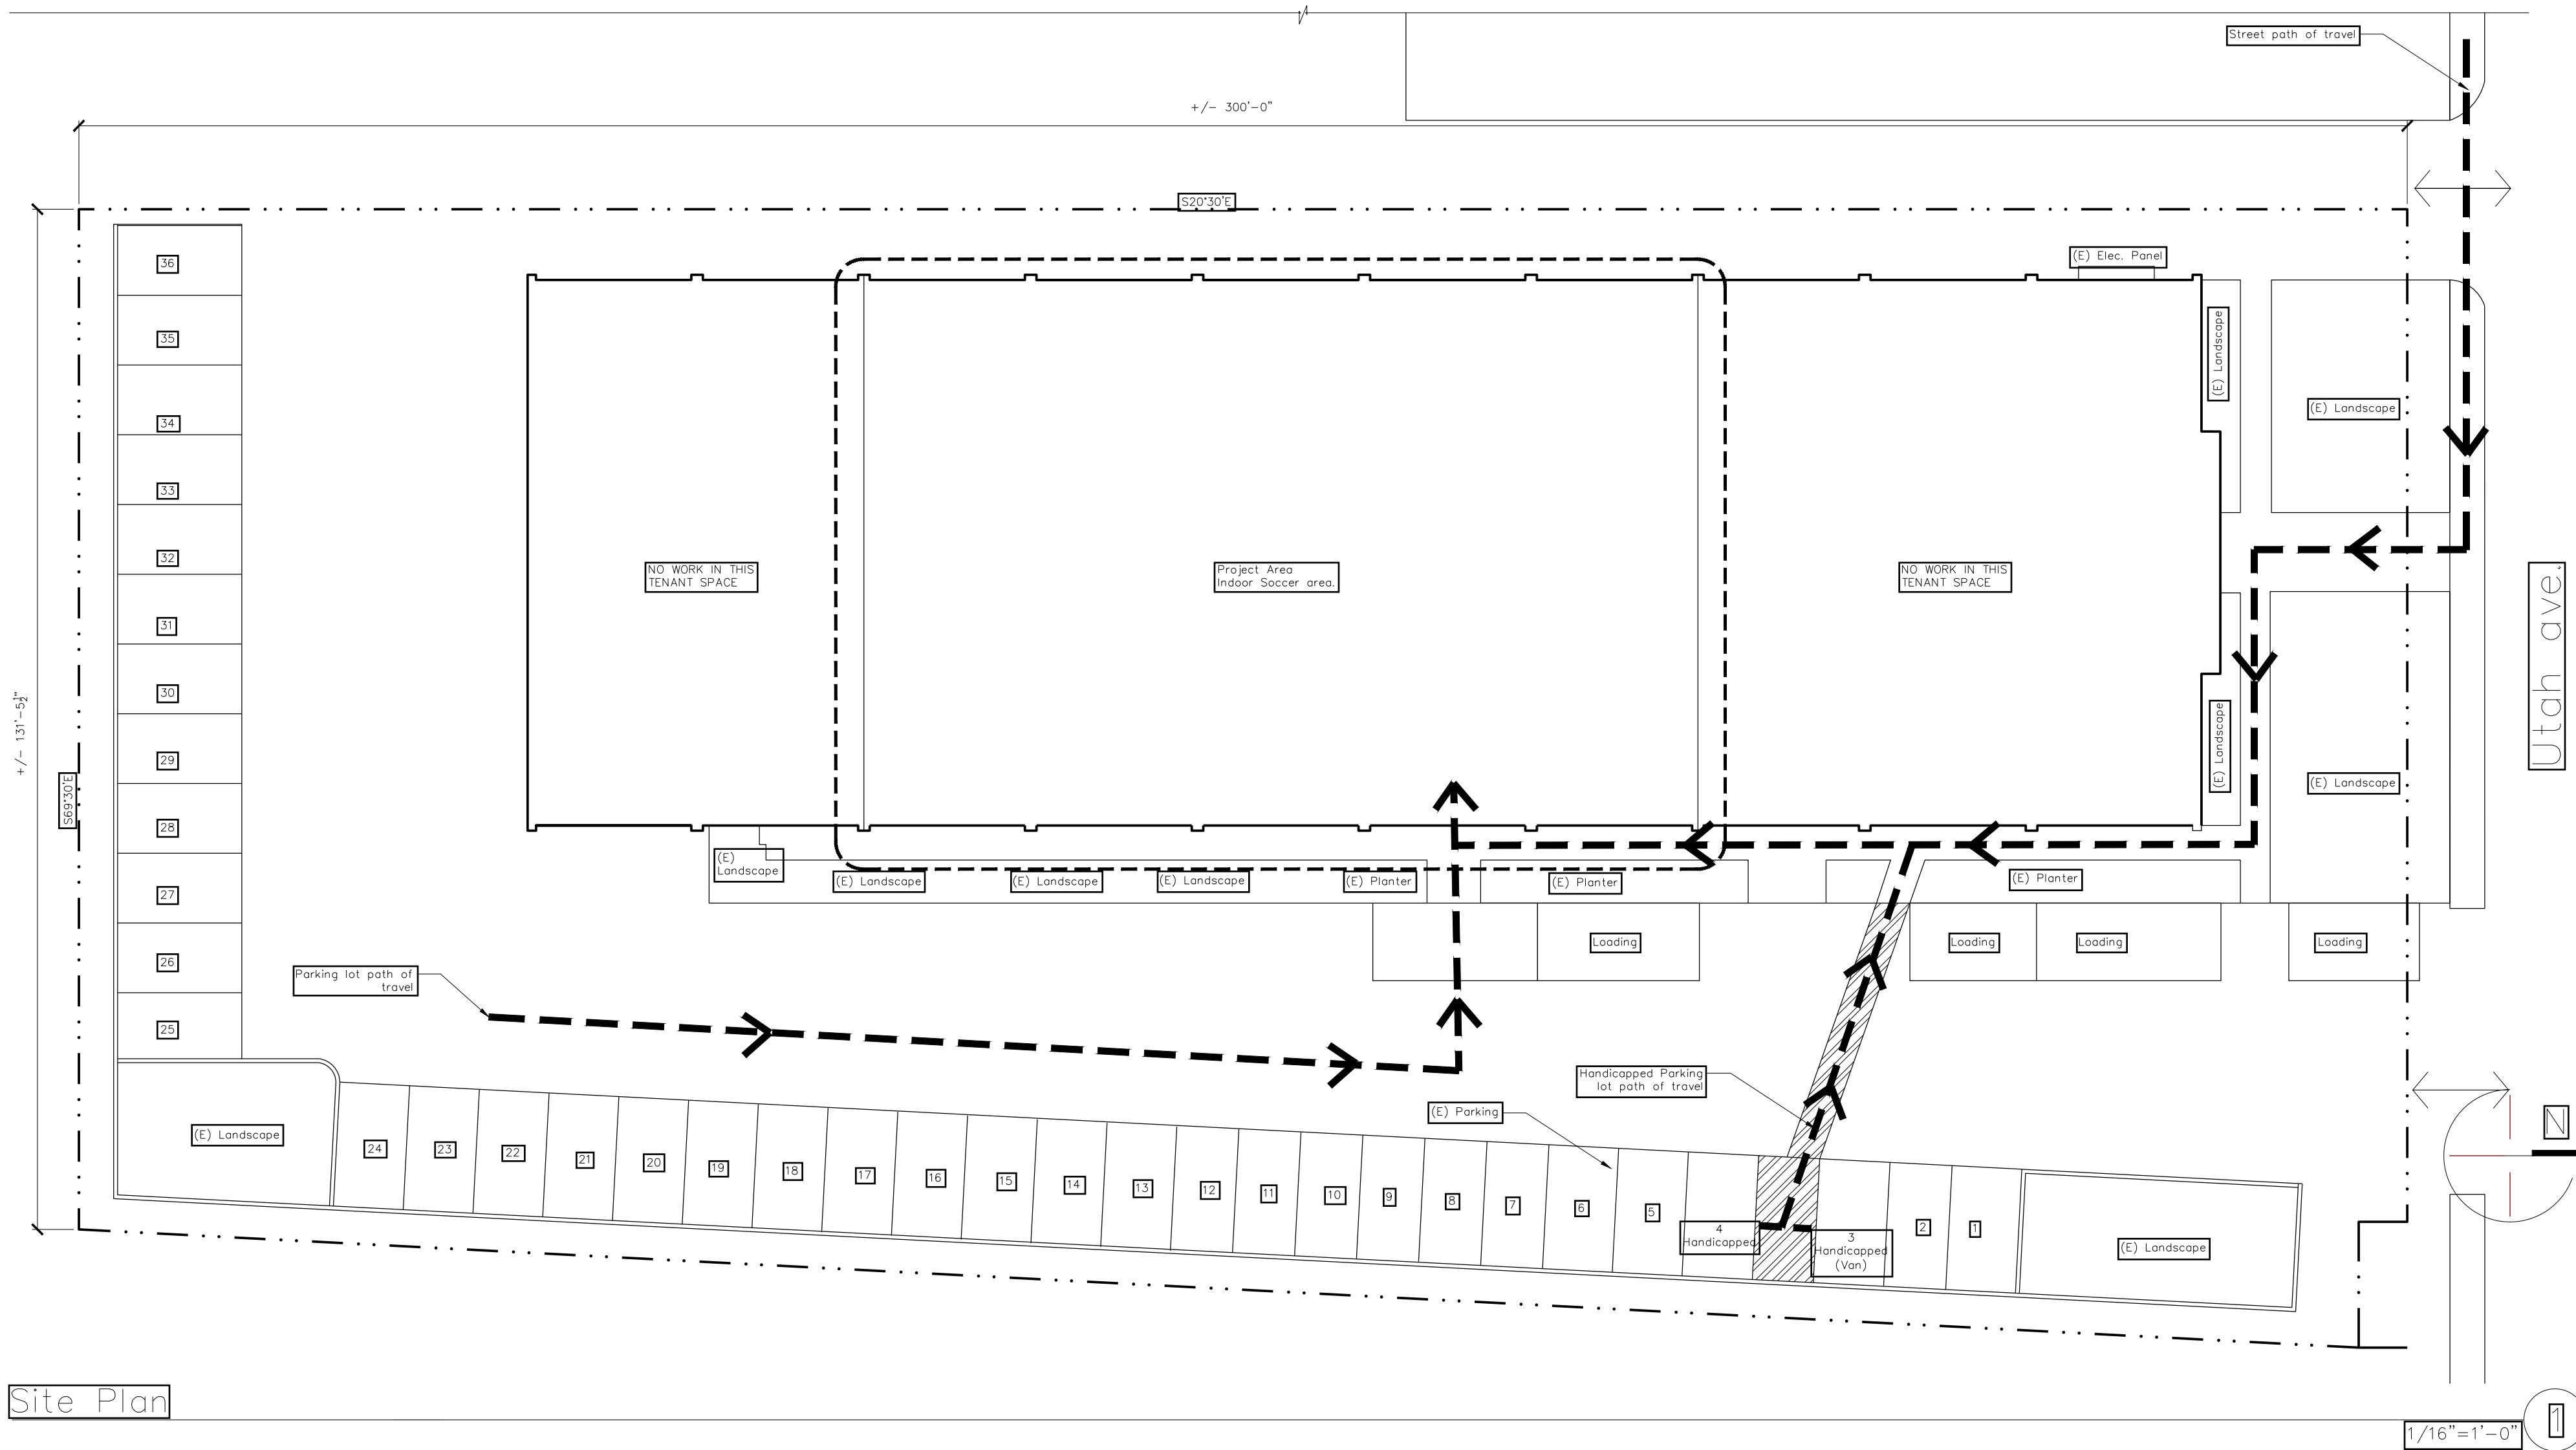 Street path of travel
+/- 300'-0"
S20°30'E
(E) Elec. Panel
36
35
34
33
32
31
30
29
28
27
26
25
(E) Landscape
(E) Landscape
NO WORK IN THIS
TENANT SPACE
Project Area
Indoor Soccer area.
NO WORK IN THIS
TENANT SPACE
Utah ave.
+/- 131'-5½"
S69°30'E
(E) Landscape
(E) Landscape
(E)
Landscape
(E) Landscape
(E) Landscape
(E) Landscape
(E) Planter
(E) Planter
(E) Planter
Loading
Loading
Loading
Loading
Parking lot path of
travel
Handicapped Parking
lot path of travel
(E) Parking
N
(E) Landscape
24
23
22
21
20
19
18
17
16
15
14
13
12
11
10
9
8
7
6
5
4
Handicapped
3
Handicapped
(Van)
2
1
(E) Landscape
Site Plan
1/16"=1'-0"
1